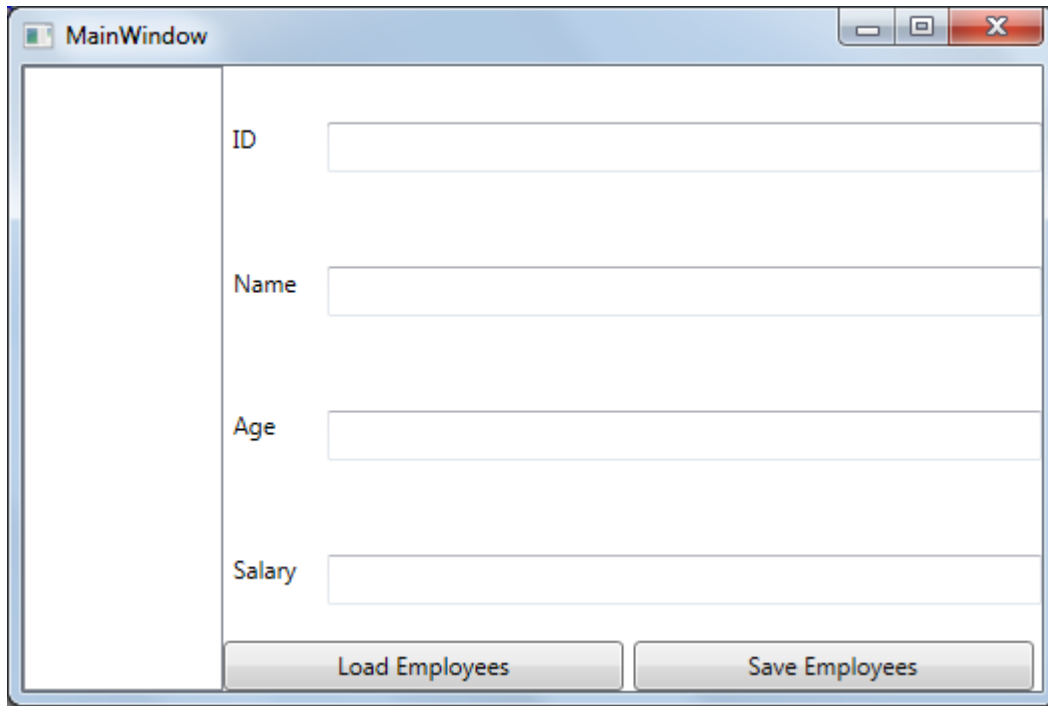 MainWindow
ID
Name
Age
Salary
Load Employees
Save Employees